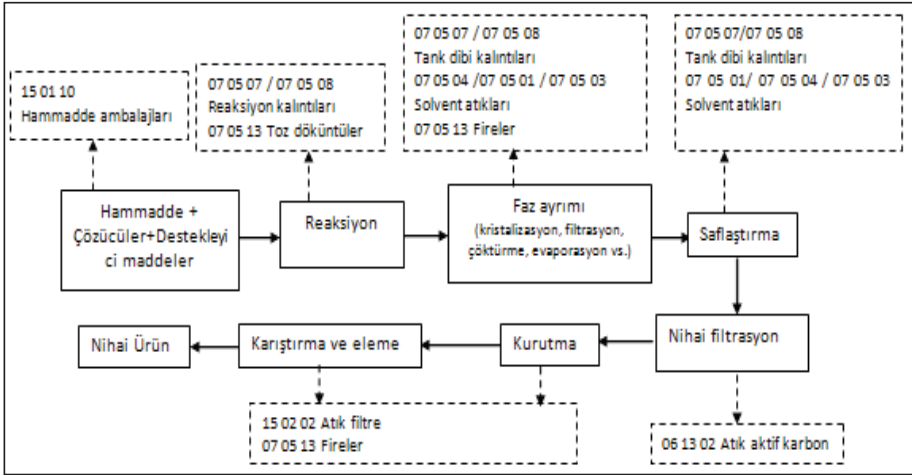 07 05 07 / 07 05 08
Tank dibi kalıntıları
07 05 04 /07 05 01 / 07 05 03
Solvent atıkları
07 05 13 Fireler
07 05 07/07 05 08
Tank dibi kalıntıları
07 05 01/ 07 05 04 / 07 05 03
Solvent atıkları
15 01 10
Hammadde ambalajları
07 05 07 / 07 05 08
Reaksiyon kalıntıları
07 05 13 Toz döküntüler
Hammadde +
Çözücüler+Destekleyi
ci maddeler
Reaksiyon
Faz ayrımı
(kristalizasyon, filtrasyon,
çöktürme, evaporasyon vs.)
Saflaştırma
Nihai Ürün
Karıştırma ve eleme
Kurutma
Nihai filtrasyon
15 02 02 Atık filtre
07 05 13 Fireler
06 13 02 Atık aktif karbon